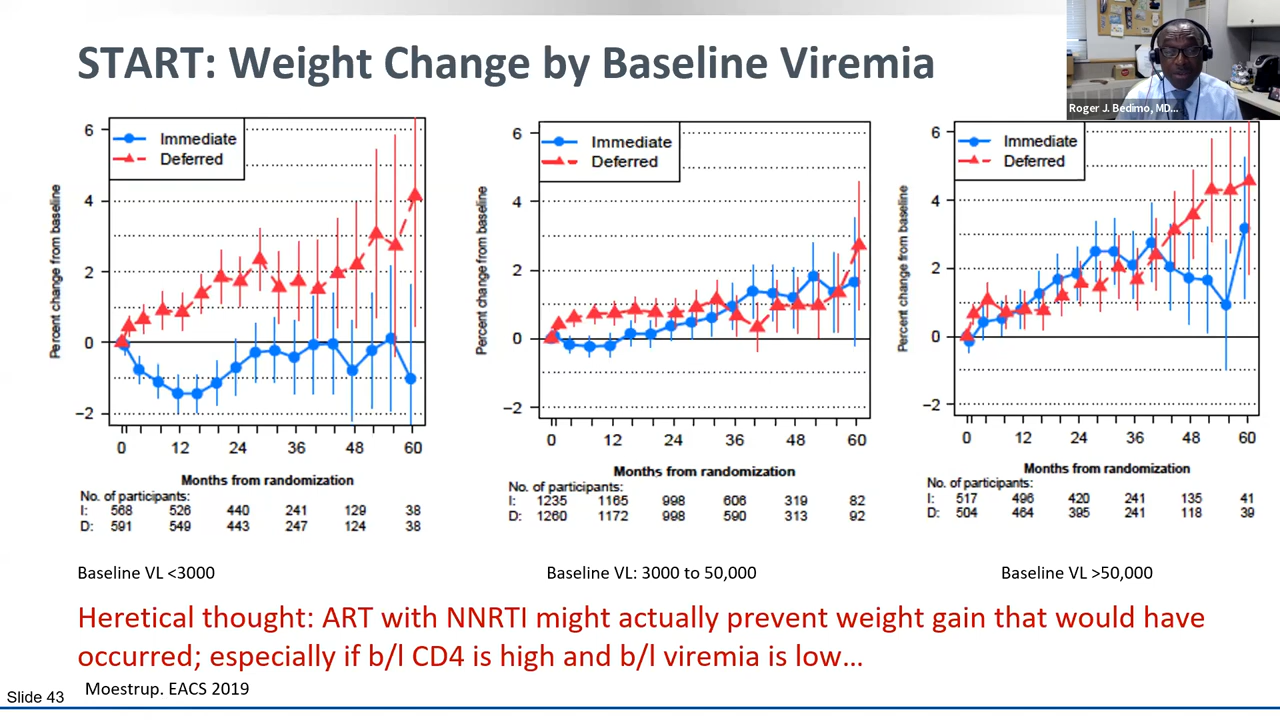 START: Weight Change by Baseline Viremia
Roger J. Bedimo, MD...
Immediate
Deferred
Percent change from baseline
6
4
2
0
−2
0 12 24 36 48 60
Months from randomization
No. of participants:
I: 568 526 440 241 129 38
D: 591 549 443 247 124 38
Immediate
Deferred
Percent change from baseline
6
4
2
0
−2
0 12 24 36 48 60
Months from randomization
No. of participants:
I: 1235 1165 998 606 319 82
D: 1260 1172 998 590 313 92
Immediate
Deferred
Percent change from baseline
6
4
2
0
−2
0 12 24 36 48 60
Months from randomization
No. of participants:
I: 517 496 420 241 135 41
D: 504 464 395 241 118 39
Baseline VL <3000
Baseline VL: 3000 to 50,000
Baseline VL >50,000
Heretical thought: ART with NNRTI might actually prevent weight gain that would have
occurred; especially if b/l CD4 is high and b/l viremia is low…
Moestrup. EACS 2019
Slide 43